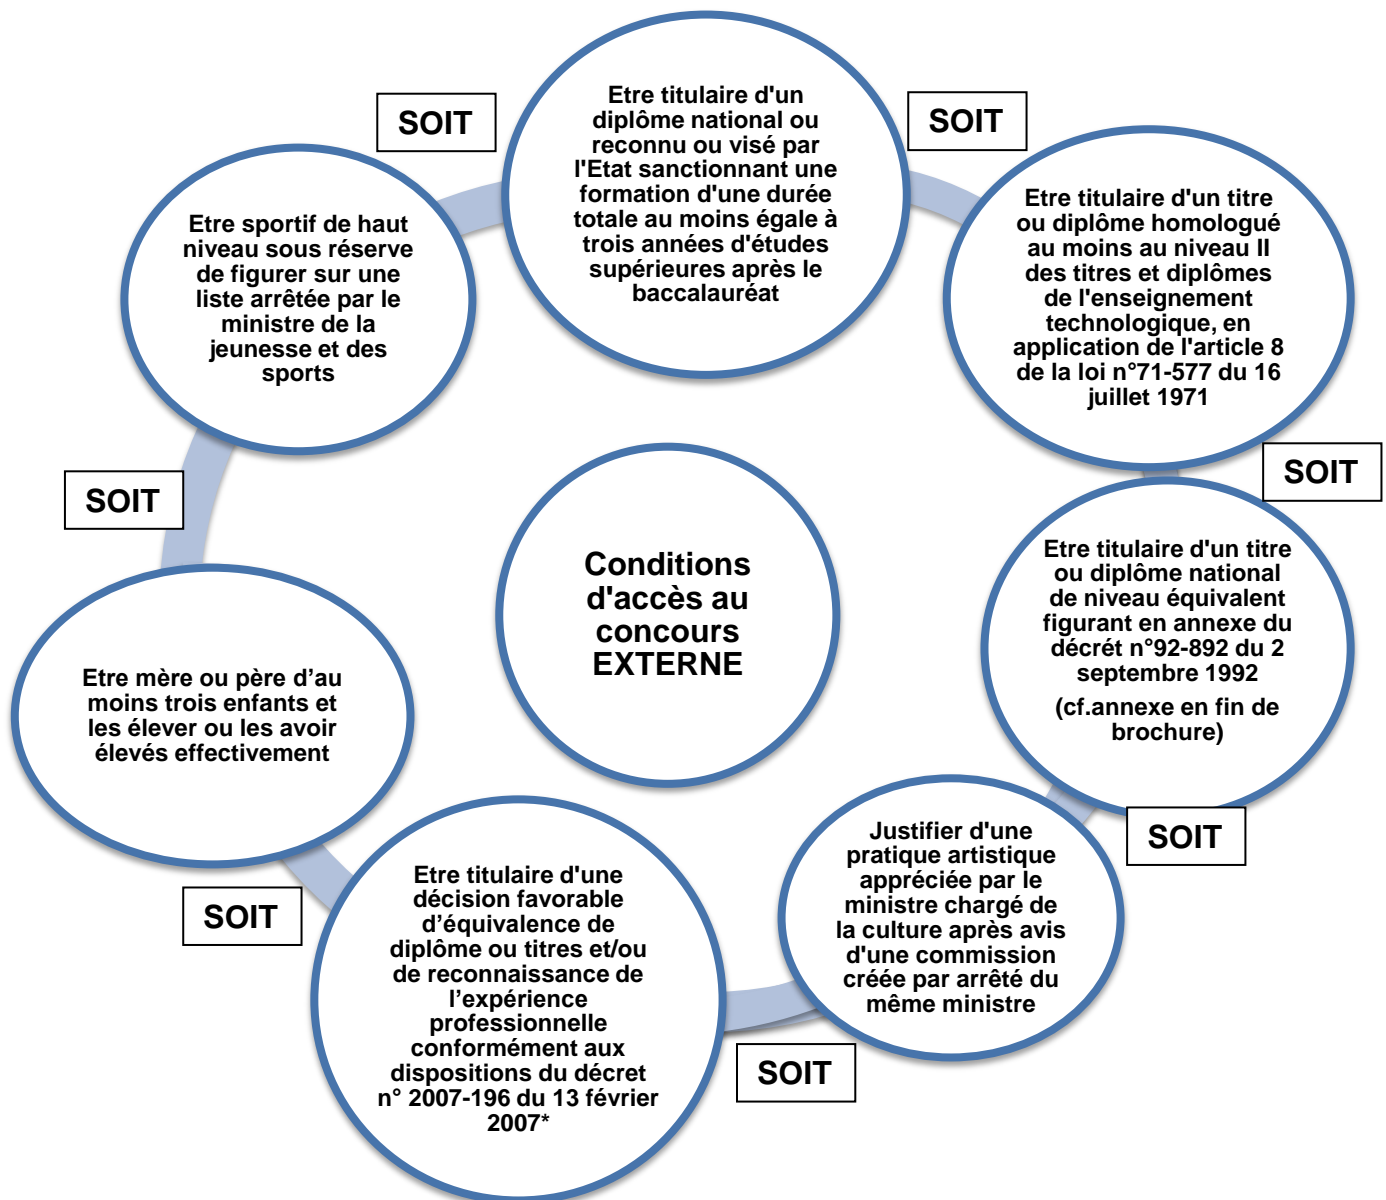 SOIT
Etre titulaire d'un
diplôme national ou
reconnu ou visé par
l'Etat sanctionnant une
formation d'une durée
totale au moins égale à
trois années d'études
supérieures après le
baccalauréat
SOIT
Etre titulaire d'un titre
ou diplôme homologué
au moins au niveau II
des titres et diplômes
de l'enseignement
technologique, en
application de l'article 8
de la loi n°71-577 du 16
juillet 1971
SOIT
Etre titulaire d'un titre
ou diplôme national
de niveau équivalent
figurant en annexe du
décrét n°92-892 du 2
septembre 1992
(cf.annexe en fin de
brochure)
SOIT
Justifier d'une
pratique artistique
appréciée par le
ministre chargé de
la culture après avis
d'une commission
créée par arrêté du
même ministre
SOIT
Etre titulaire d'une
décision favorable
d’équivalence de
diplôme ou titres et/ou
de reconnaissance de
l’expérience
professionnelle
conformément aux
dispositions du décret
n° 2007-196 du 13 février
2007*
SOIT
Etre mère ou père d’au
moins trois enfants et
les élever ou les avoir
élevés effectivement
SOIT
Etre sportif de haut
niveau sous réserve
de figurer sur une
liste arrêtée par le
ministre de la
jeunesse et des
sports
Conditions
d'accès au
concours
EXTERNE